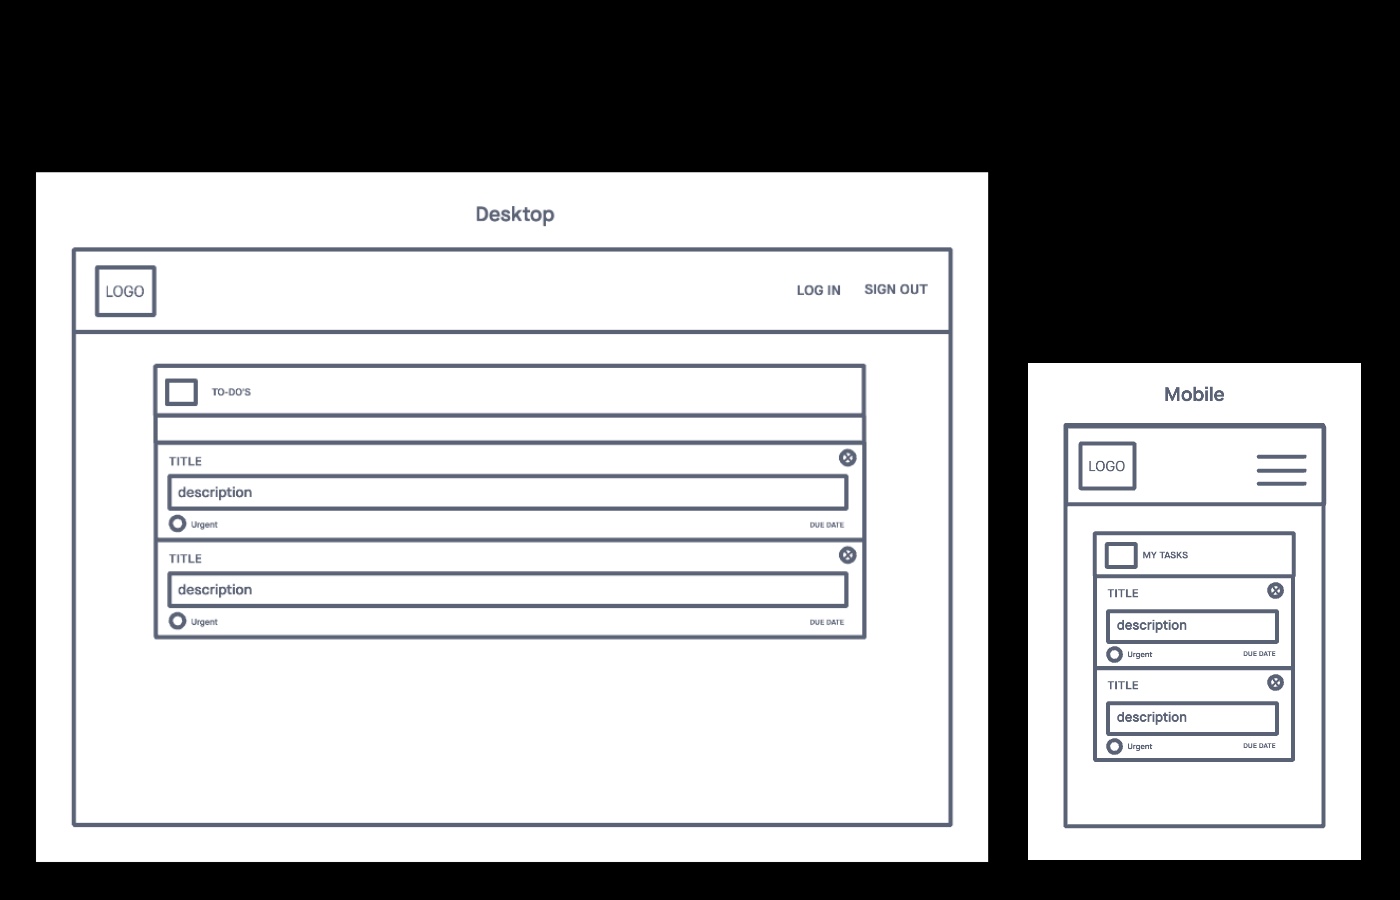 Desktop
LOGO
LOG IN
SIGN OUT
TO-DO'S
TITLE
description
Urgent
DUE DATE
TITLE
description
Urgent
DUE DATE
Mobile
LOGO
MY TASKS
TITLE
description
Urgent
DUE DATE
TITLE
description
Urgent
DUE DATE